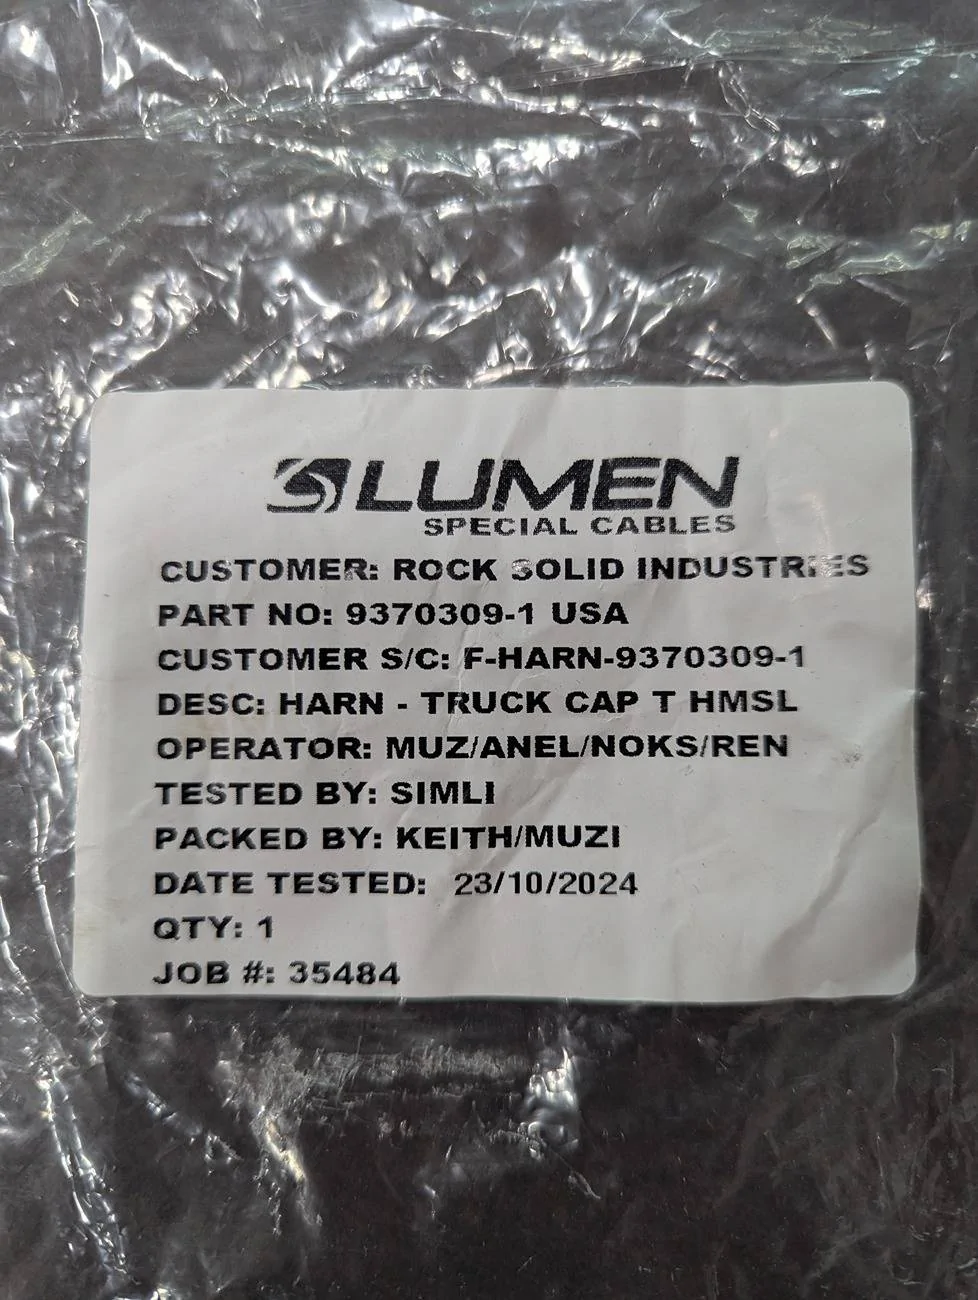 LUMEN
SPECIAL CABLES
CUSTOMER: ROCK SOLID INDUSTRIES
PART NO: 9370309-1 USA
CUSTOMER S/C: F-HARN-9370309-1
DESC: HARN - TRUCK CAP T HMSL
OPERATOR: MUZ/ANEL/NOKS/REN
TESTED BY: SIMLI
PACKED BY: KEITH/MUZI
DATE TESTED: 23/10/2024
QTY: 1
JOB #: 35484